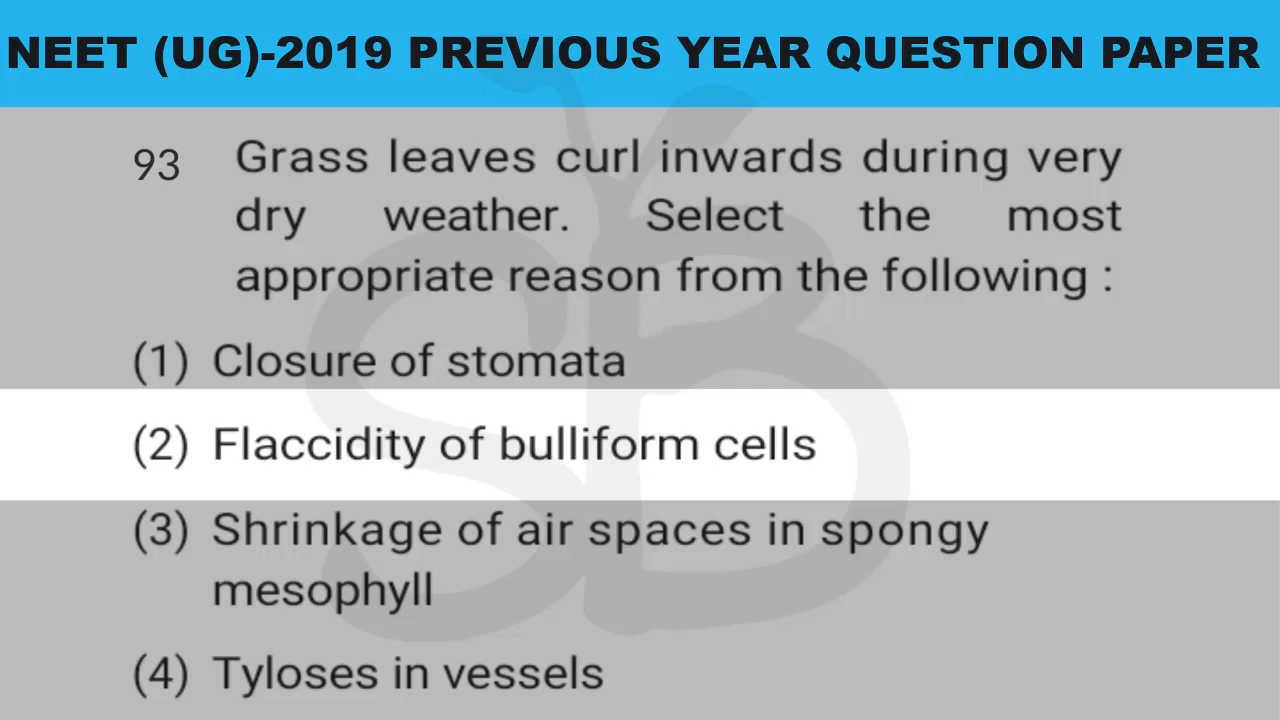 NEET (UG)-2019 PREVIOUS YEAR QUESTION PAPER
93 Grass leaves curl inwards during very
dry weather. Select the most
appropriate reason from the following :
(1) Closure of stomata
(2) Flaccidity of bulliform cells
(3) Shrinkage of air spaces in spongy
mesophyll
(4) Tyloses in vessels
SB